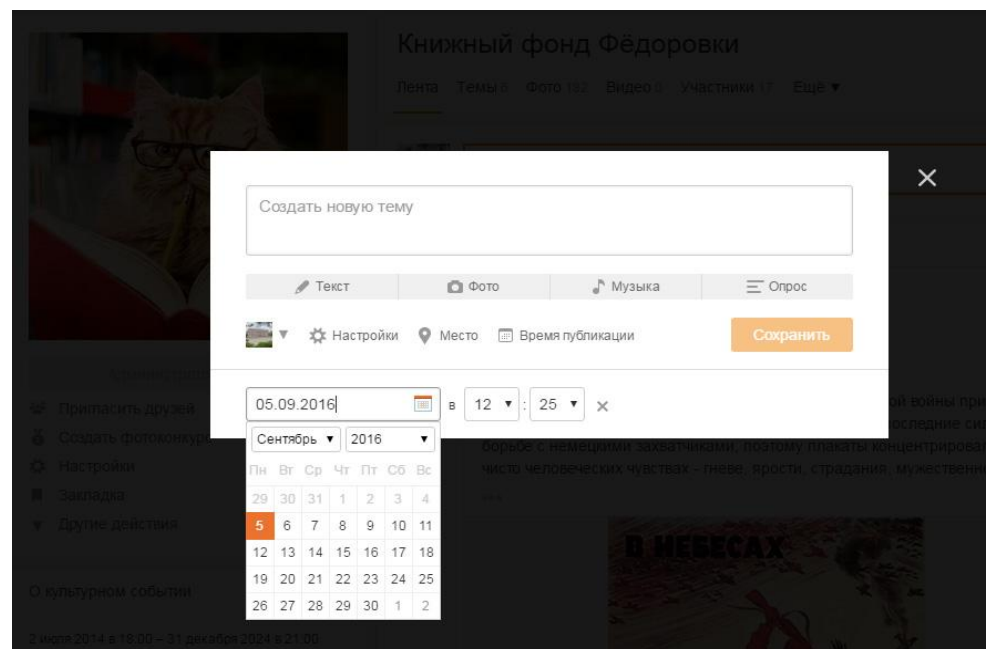 Книжный фонд Фёдоровки
Лента Темы 6 Фото 182 Видео 0 Участники 17 Ещё ▼
Создать новую тему
Текст Фото Музыка Опрос
Настройки Место Время публикации Сохранить
05.09.2016 в 12 : 25
Сентябрь 2016
Пн Вт Ср Чт Пт Сб Вс
29 30 31 1 2 3 4
5 6 7 8 9 10 11
12 13 14 15 16 17 18
19 20 21 22 23 24 25
26 27 28 29 30 1 2
Пригласить друзей
Создать фотоконкурс
Настройки
Закладка
Другие действия
О культурном событии
2 июля 2014 в 18:00 – 31 декабря 2024 в 21:00
ой войны
последние
борьбе с немецкими захватчиками, поэтому плакаты
чисто человеческих чувствах - гневе, ярости, страдания,
В НЕБЕСАХ